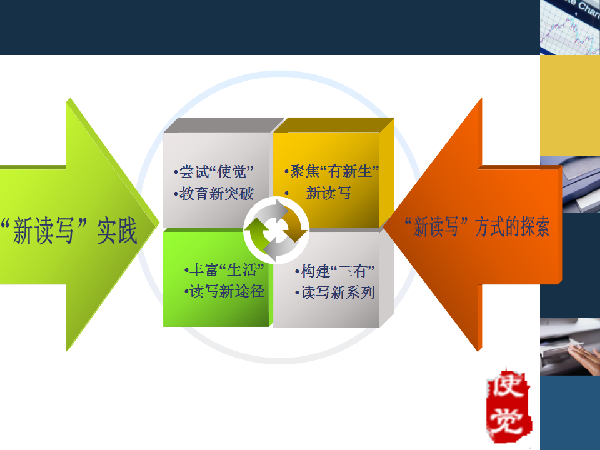 le Chart
•尝试“使觉”
•教育新突破
•聚焦“有新生”
• 新读写
“新读写”实践
“新读写”方式的探索
•丰富“生活”
•读写新途径
•构建“三有”
•读写新系列
使
觉